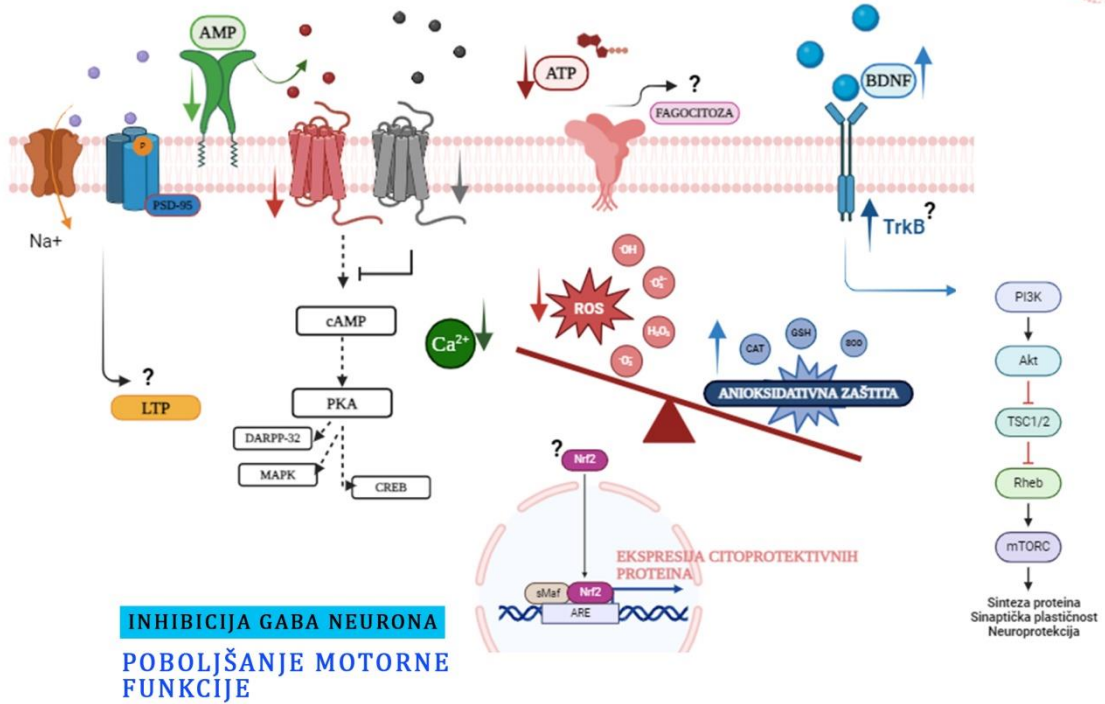 AMP
ATP
?
FAGOCITOZA
BDNF
P
PSD-95
Na+
TrkB
?
?
LTP
cAMP
PKA
DARPP-32
MAPK
CREB
Ca²⁺
ROS
·OH
H₂O₂
CAT
GSH
SOD
ANIOKSIDATIVNA ZAŠTITA
?
Nrf2
EKSPRESIJA CITOPROTEKTIVNIH
PROTEINA
sMaf
Nrf2
ARE
PI3K
Akt
TSC1/2
Rheb
mTORC
Sinteza proteina
Sinaptička plastičnost
Neuroprotekcija
INHIBICIJA GABA NEURONA
POBOLJŠANJE MOTORNE
FUNKCIJE